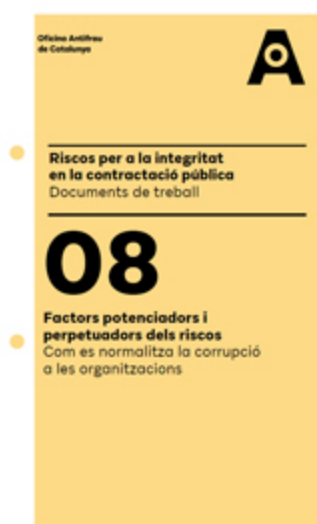 Oficina Antifrau
de Catalunya
Riscos per a la integritat
en la contractació pública
Documents de treball
08
Factors potenciadors i
perpetuadors dels riscos
Com es normalitza la corrupció
a les organitzacions